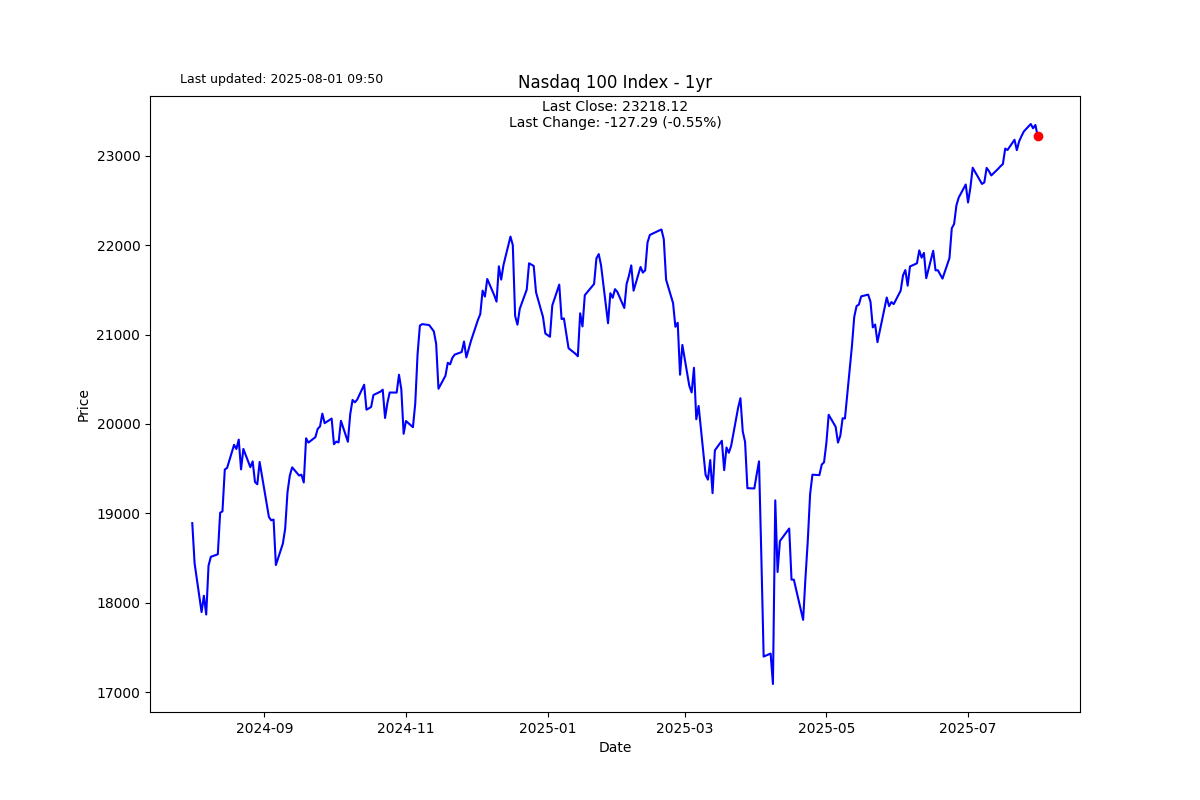 Last updated: 2025-08-01 09:50
Nasdaq 100 Index - 1yr
Last Close: 23218.12
Last Change: -127.29 (-0.55%)
Price
23000
22000
21000
20000
19000
18000
17000
2024-09 2024-11 2025-01 2025-03 2025-05 2025-07
Date